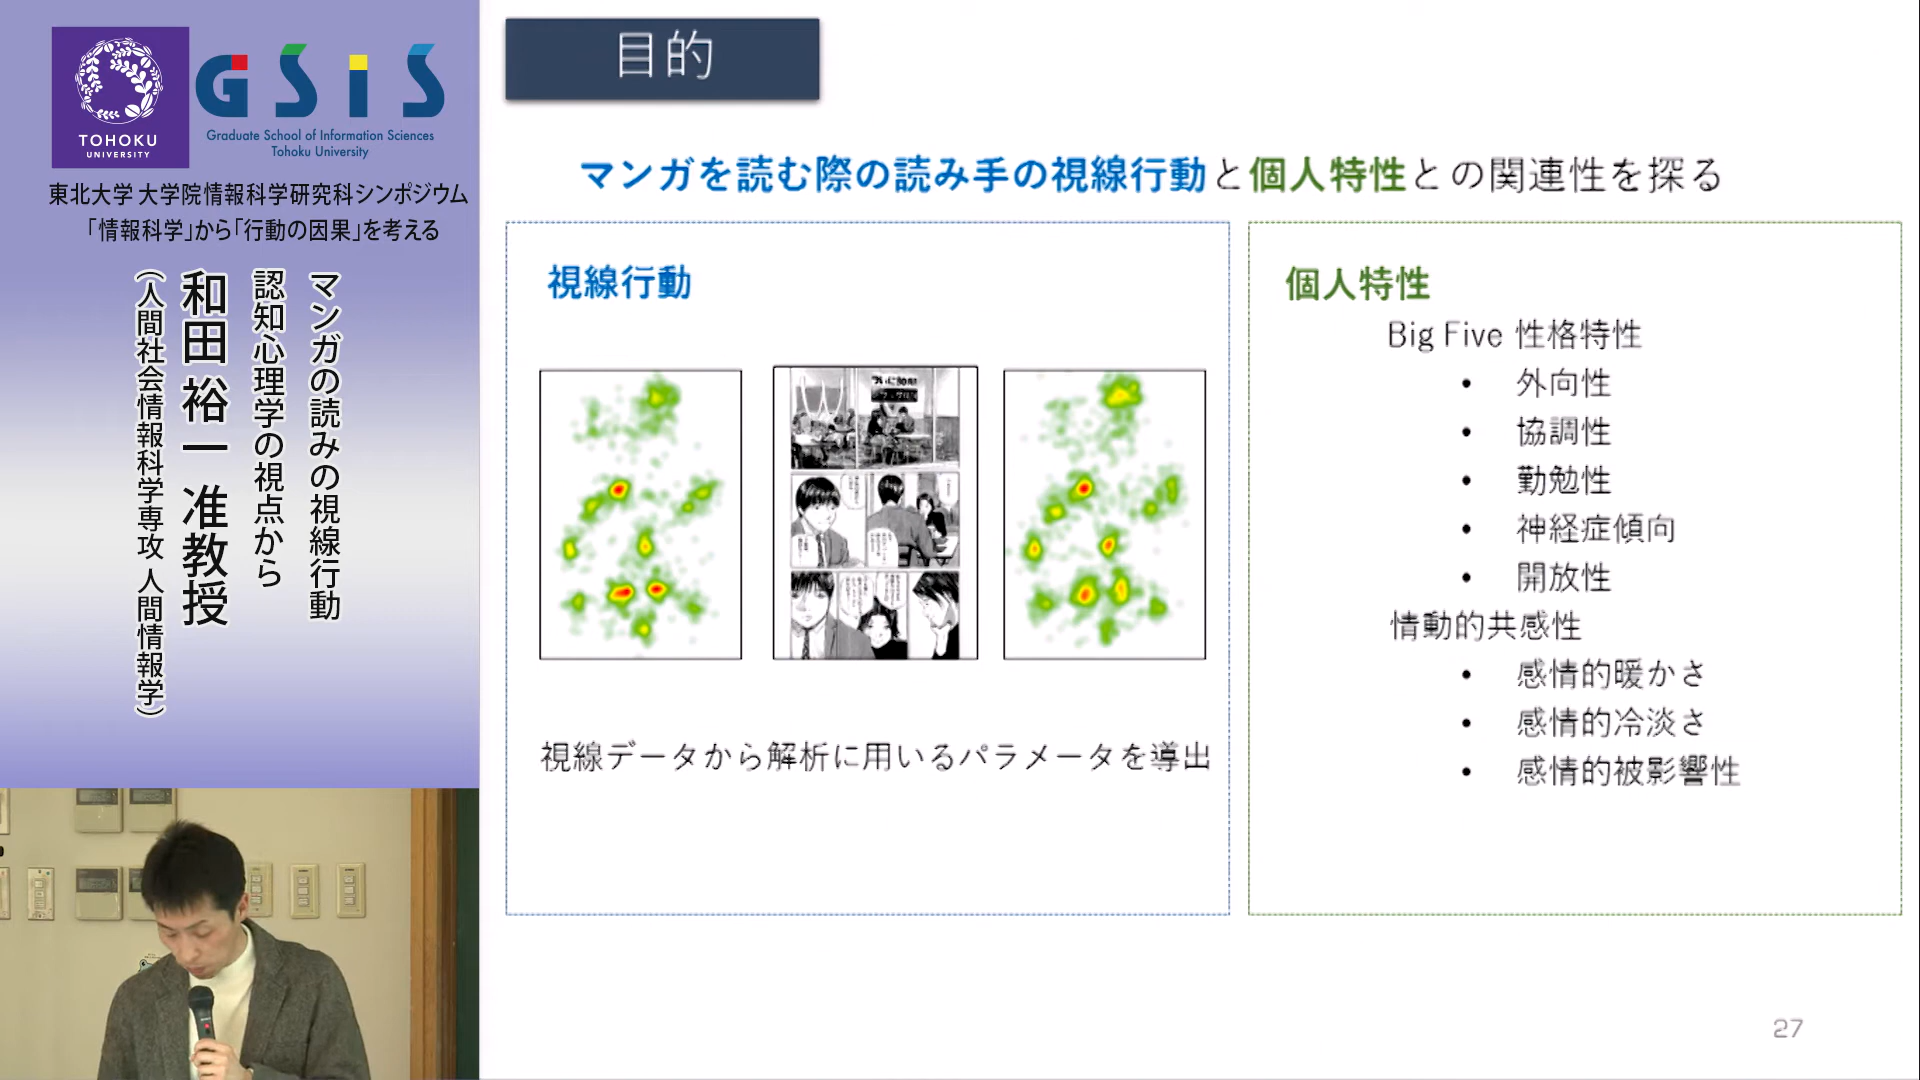 TOHOKU
UNIVERSITY
GSIS
Graduate School of Information Sciences
Tohoku University
東北大学 大学院情報科学研究科シンポジウム
「情報科学」から「行動の因果」を考える
マンガの読みの視線行動
認知心理学の視点から
和田 裕一 准教授
（人間社会情報科学専攻 人間情報学）
目的
マンガを読む際の読み手の視線行動と個人特性との関連性を探る
視線行動
視線データから解析に用いるパラメータを導出
個人特性
Big Five 性格特性
• 外向性
• 協調性
• 勤勉性
• 神経症傾向
• 開放性
情動的共感性
• 感情的暖かさ
• 感情的冷淡さ
• 感情的被影響性
27